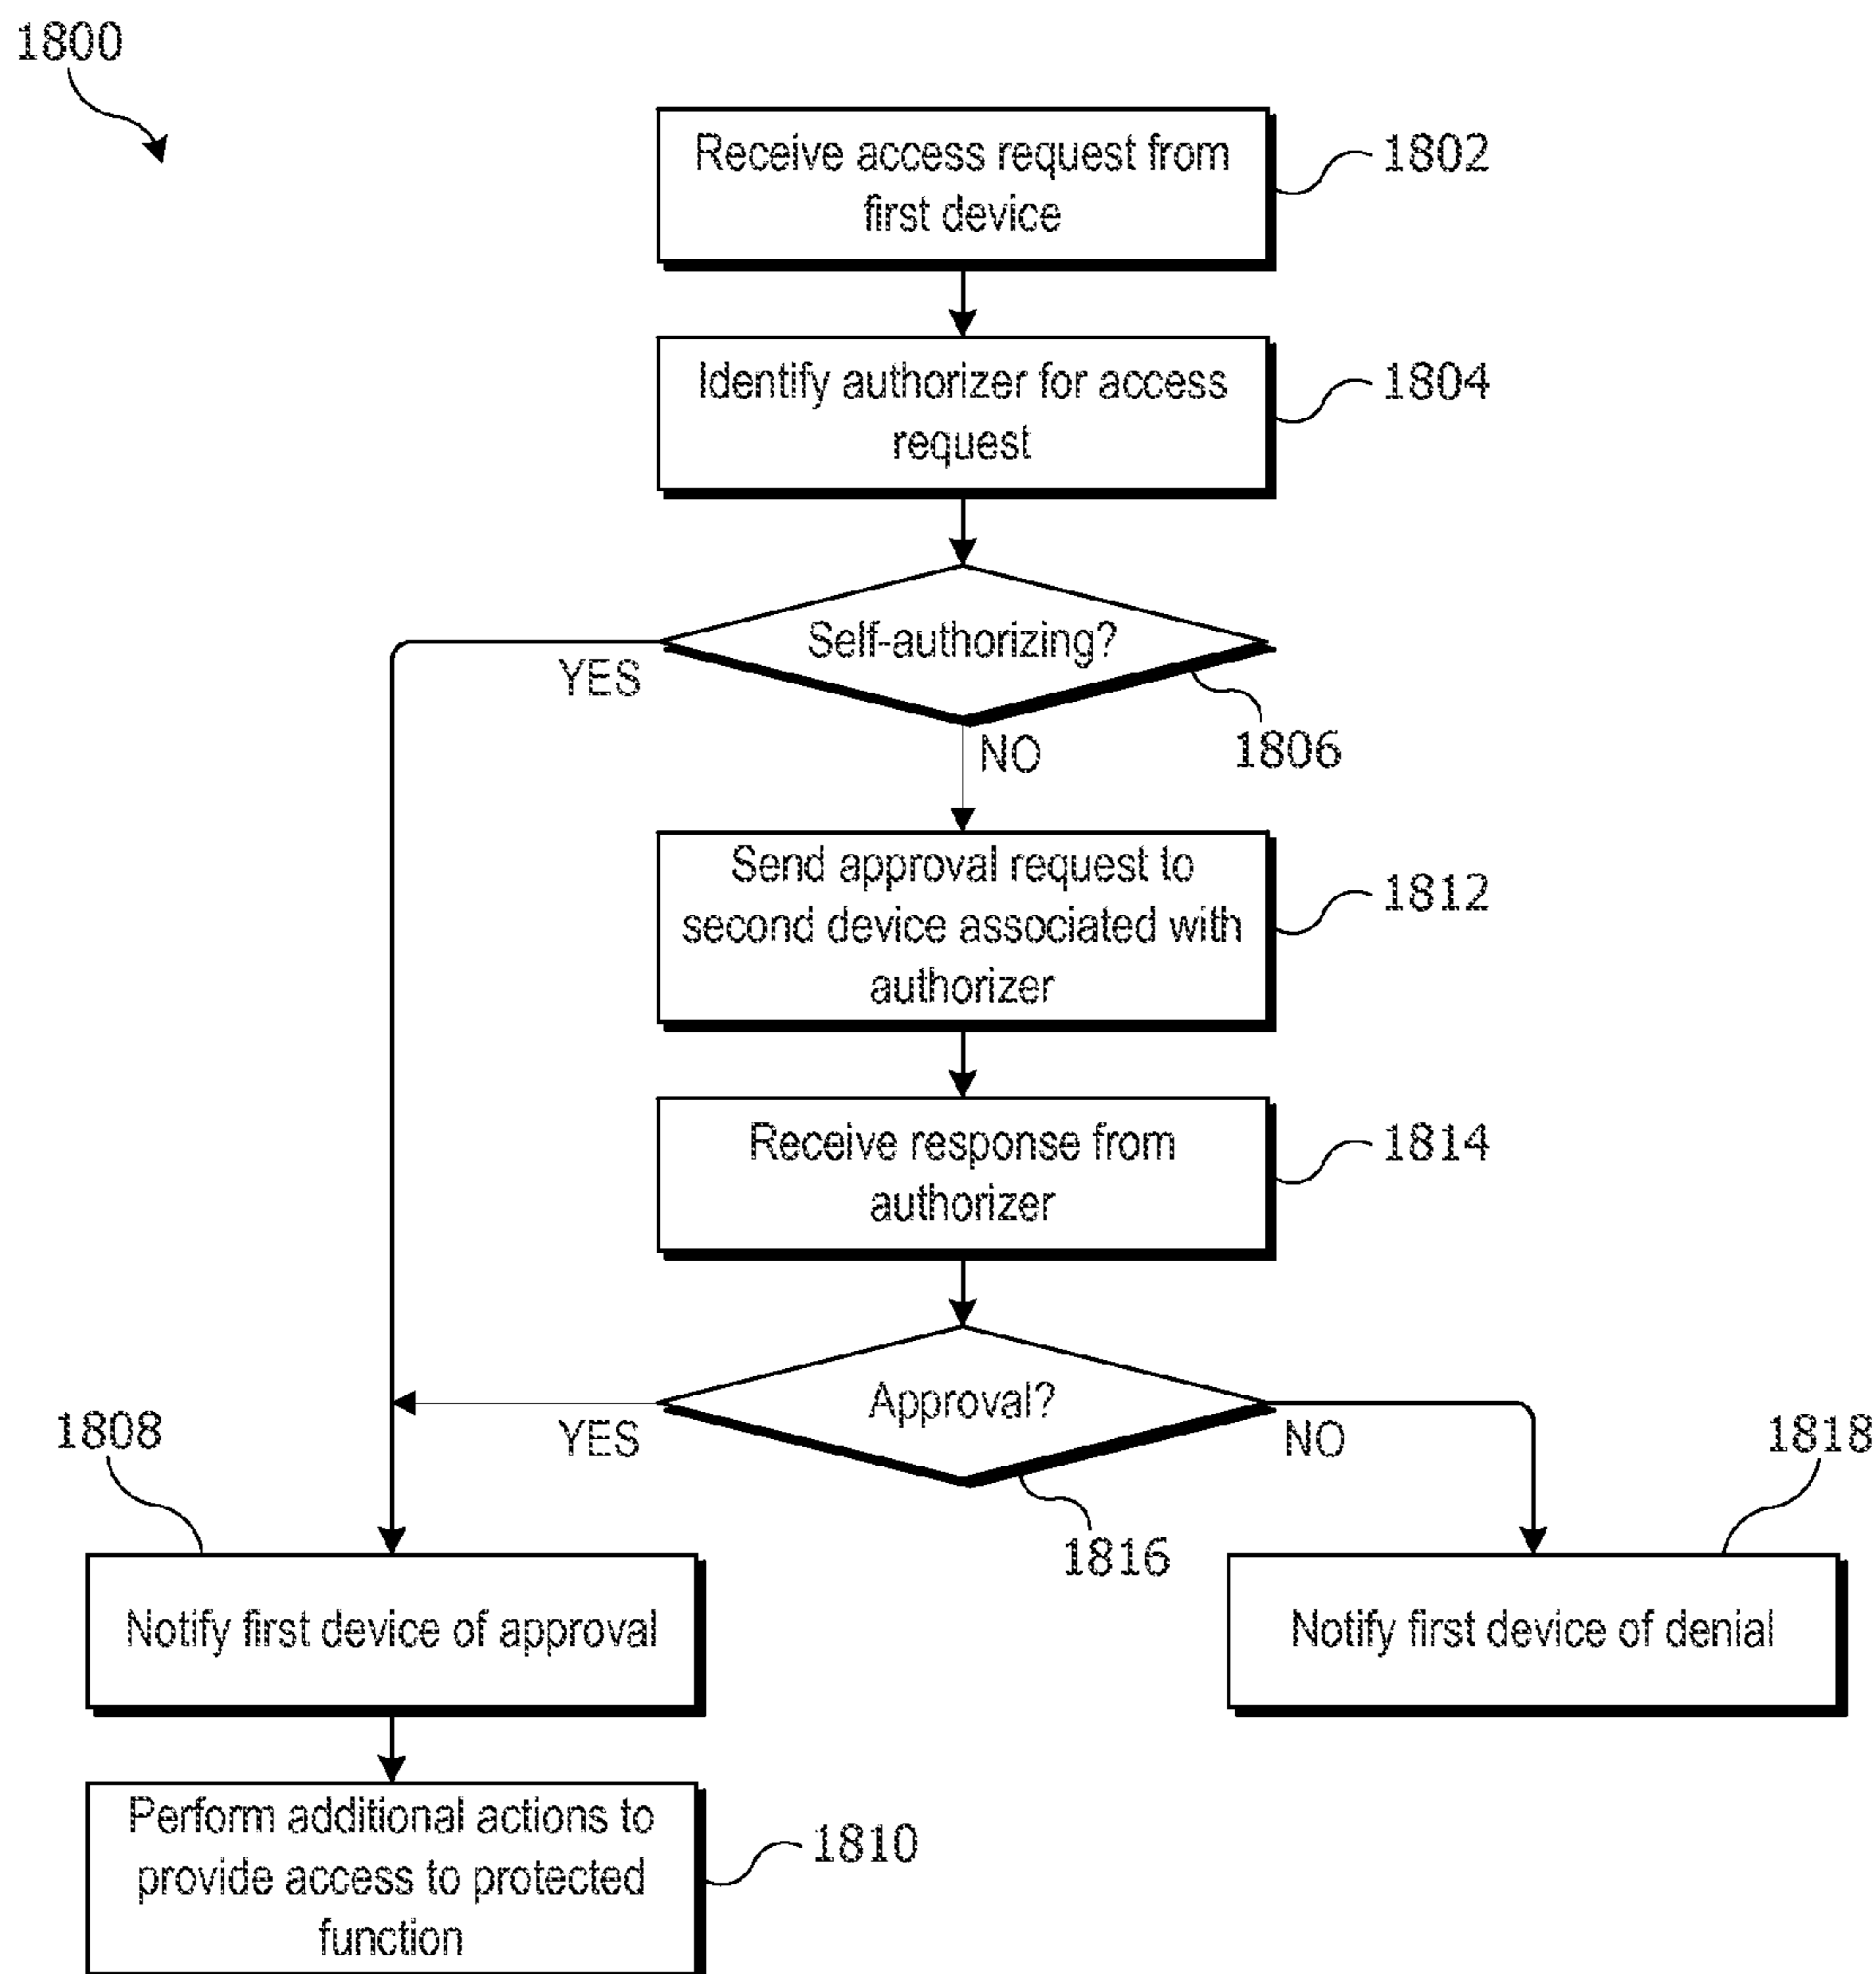 1800
Receive access request from
first device
1802
Identify authorizer for access
request
1804
Self-authorizing?
YES
NO
1806
Send approval request to
second device associated with
authorizer
1812
Receive response from
authorizer
1814
Approval?
YES
NO
1816
1808
1818
Notify first device of approval
Notify first device of denial
Perform additional actions to
provide access to protected
function
1810